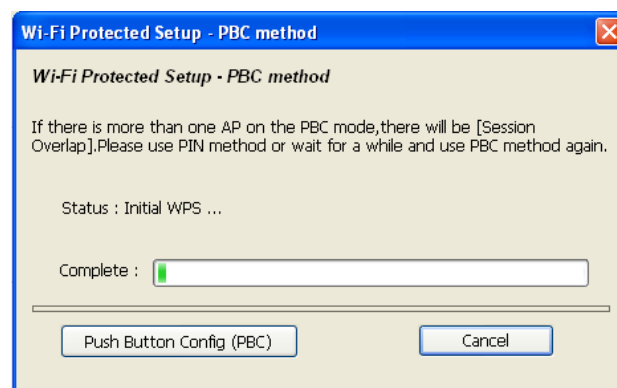 Wi-Fi Protected Setup - PBC method
Wi-Fi Protected Setup - PBC method
If there is more than one AP on the PBC mode,there will be [Session
Overlap].Please use PIN method or wait for a while and use PBC method again.
Status : Initial WPS ...
Complete :
Push Button Config (PBC)
Cancel